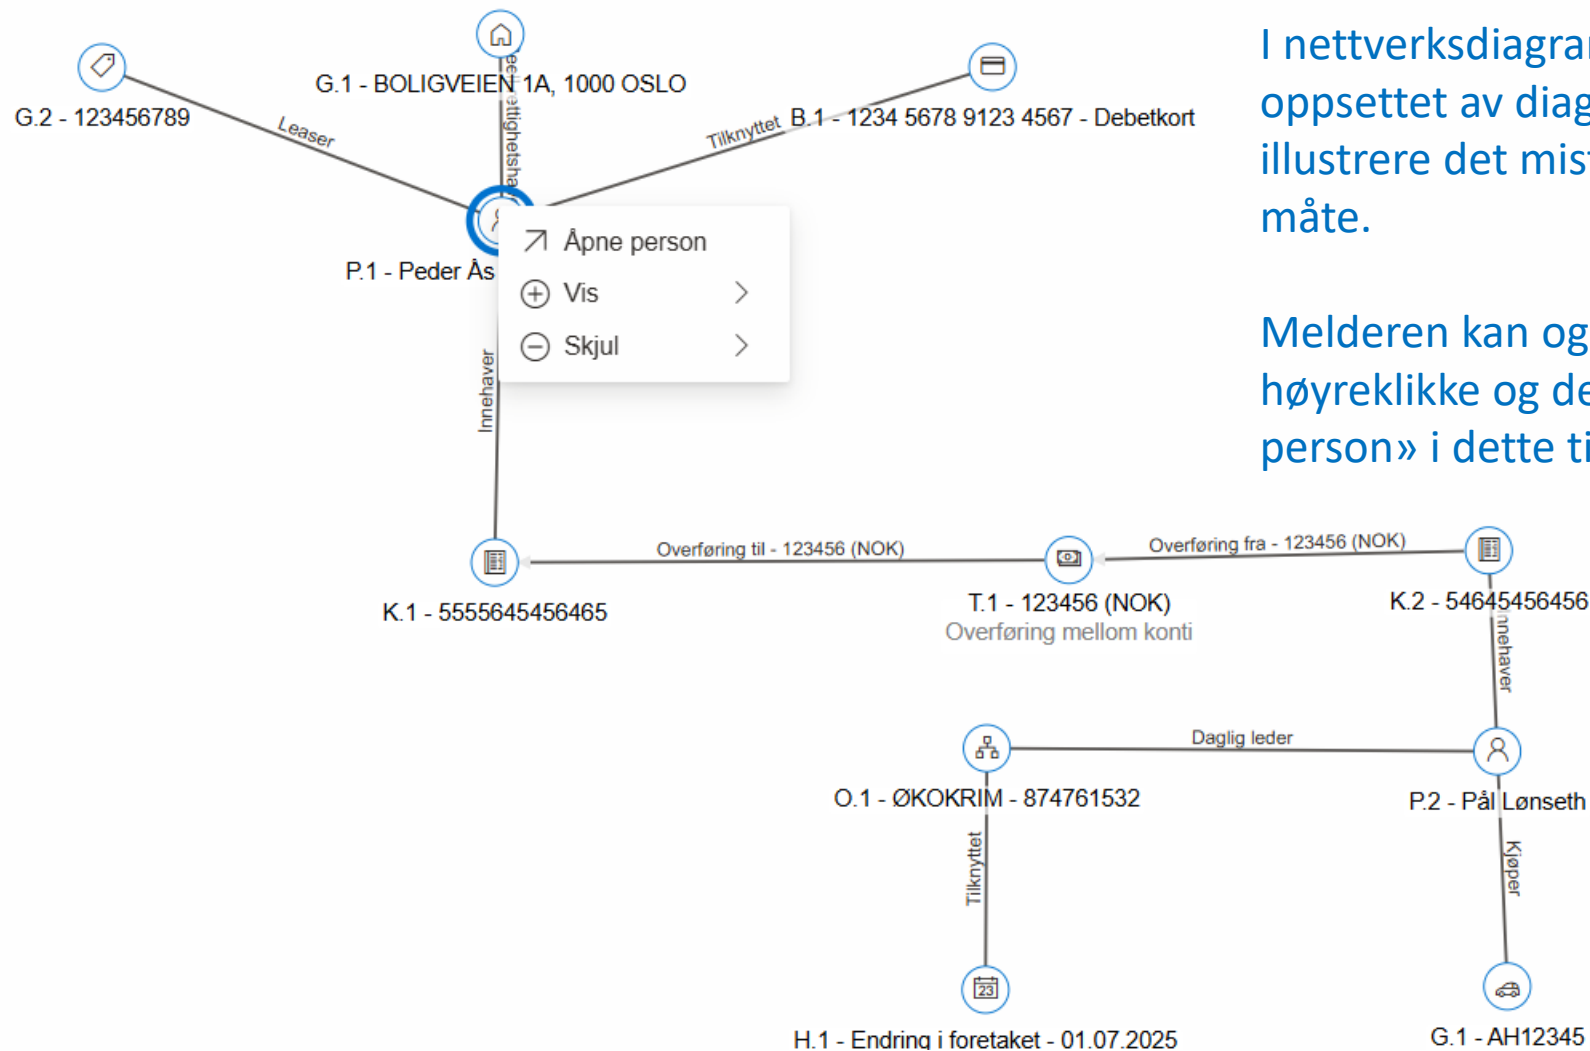 I nettverksdiagra
oppsettet av diag
illustrere det mis
måte.
Melderen kan og
høyreklikke og de
person» i dette ti
G.2 - 123456789
Leaser
G.1 - BOLIGVEIEN 1A, 1000 OSLO
Tilknyttet
B.1 - 1234 5678 9123 4567 - Debetkort
P.1 - Peder Ås
Åpne person
Vis
Skjul
Innehaver
K.1 - 5555645456465
Overføring til - 123456 (NOK)
T.1 - 123456 (NOK)
Overføring mellom konti
Overføring fra - 123456 (NOK)
K.2 - 54645456456
Innehaver
O.1 - ØKOKRIM - 874761532
Daglig leder
P.2 - Pål Lønseth
Tilknyttet
Kjøper
23
H.1 - Endring i foretaket - 01.07.2025
G.1 - AH12345